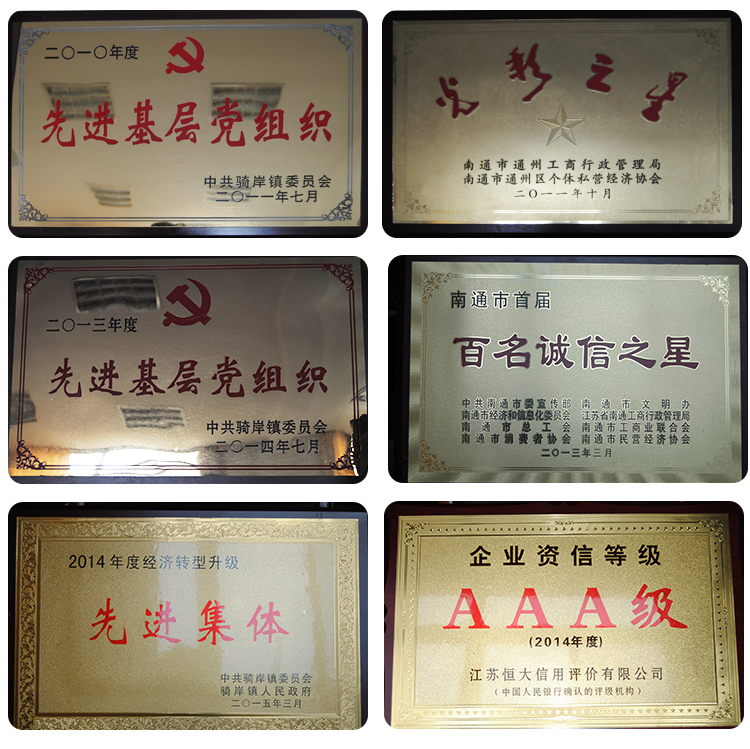 二〇一〇年度
先进基层党组织
中共骑岸镇委员会
二〇一一年七月
光彩之星
南通市通州工商行政管理局
南通市通州区个体私营经济协会
二〇一一年十月
二〇一三年度
先进基层党组织
中共骑岸镇委员会
二〇一四年七月
南通市首届
百名诚信之星
中共南通市委宣传部 南通市文明办
南通市经济和信息化委员会 江苏省南通工商行政管理局
南通市总工会 南通市工商业联合会
南通市消费者协会 南通市民营经济协会
二〇一三年三月
2014年度经济转型升级
先进集体
中共骑岸镇委员会
骑岸镇人民政府
二〇一五年三月
企业资信等级
AAA级
(2014年度)
江苏恒大信用评价有限公司
(中国人民银行确认的评级机构)